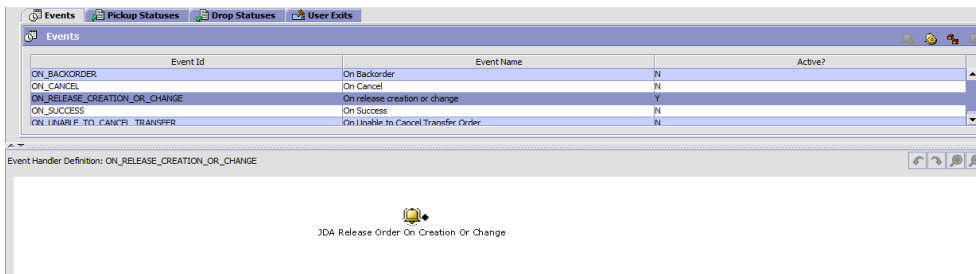 Events Pickup Statuses Drop Statuses User Exits
Events
Event Id Event Name Active?
ON_BACKORDER On Backorder N
ON_CANCEL On Cancel N
ON_RELEASE_CREATION_OR_CHANGE On release creation or change Y
ON_SUCCESS On Success N
ON_UNABLE_TO_CANCEL_TRANSFER On Unable to Cancel Transfer Order N
Event Handler Definition: ON_RELEASE_CREATION_OR_CHANGE
JDA Release Order On Creation Or Change